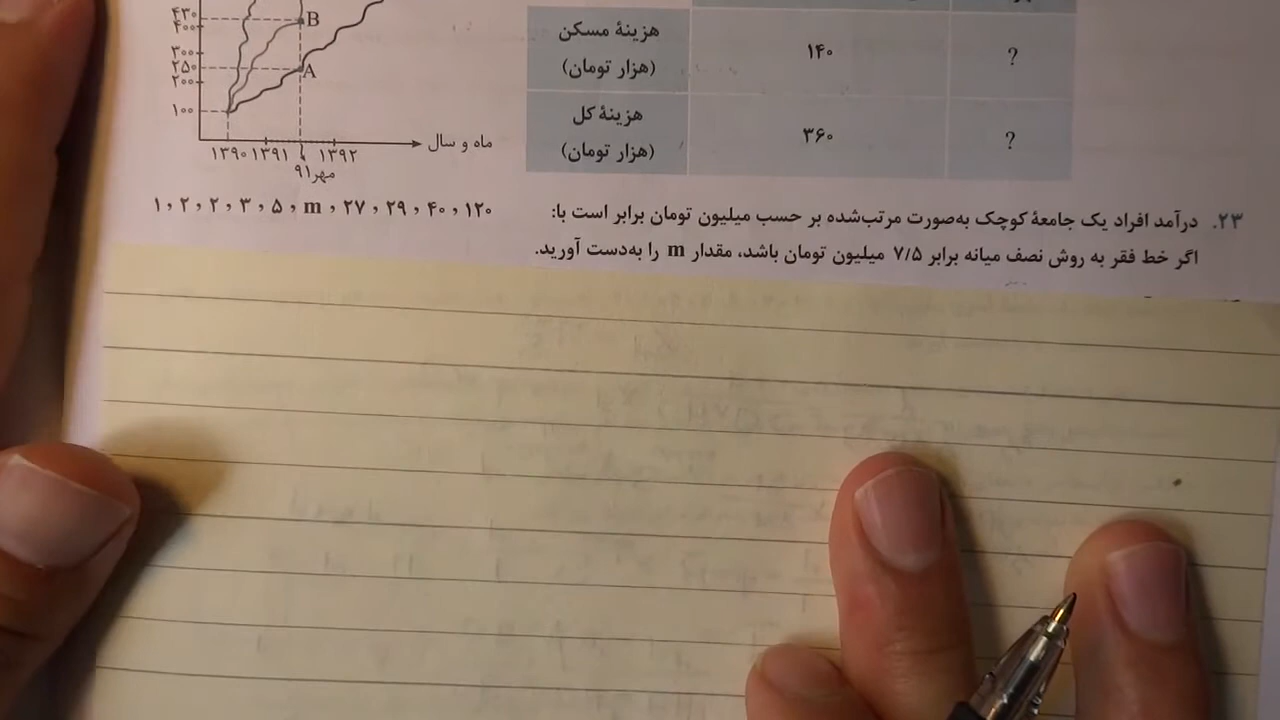 ۴۳۰
۴۰۰
۳۰۰
۲۵۰
۲۰۰
۱۰۰
B
A
۱۳۹۰ ۱۳۹۱ ۱۳۹۲
مهر۹۱
ماه و سال
هزینهٔ مسکن
(هزار تومان)
۱۴۰
?
هزینهٔ کل
(هزار تومان)
۳۶۰
?
۲۳. درآمد افراد یک جامعهٔ کوچک به‌صورت مرتب‌شده بر حسب میلیون تومان برابر است با:
۱ , ۲ , ۲ , ۳ , ۵ , m , ۲۷ , ۲۹ , ۴۰ , ۱۲۰
اگر خط فقر به روش نصف میانه برابر ۷/۵ میلیون تومان باشد، مقدار m را به‌دست آورید.